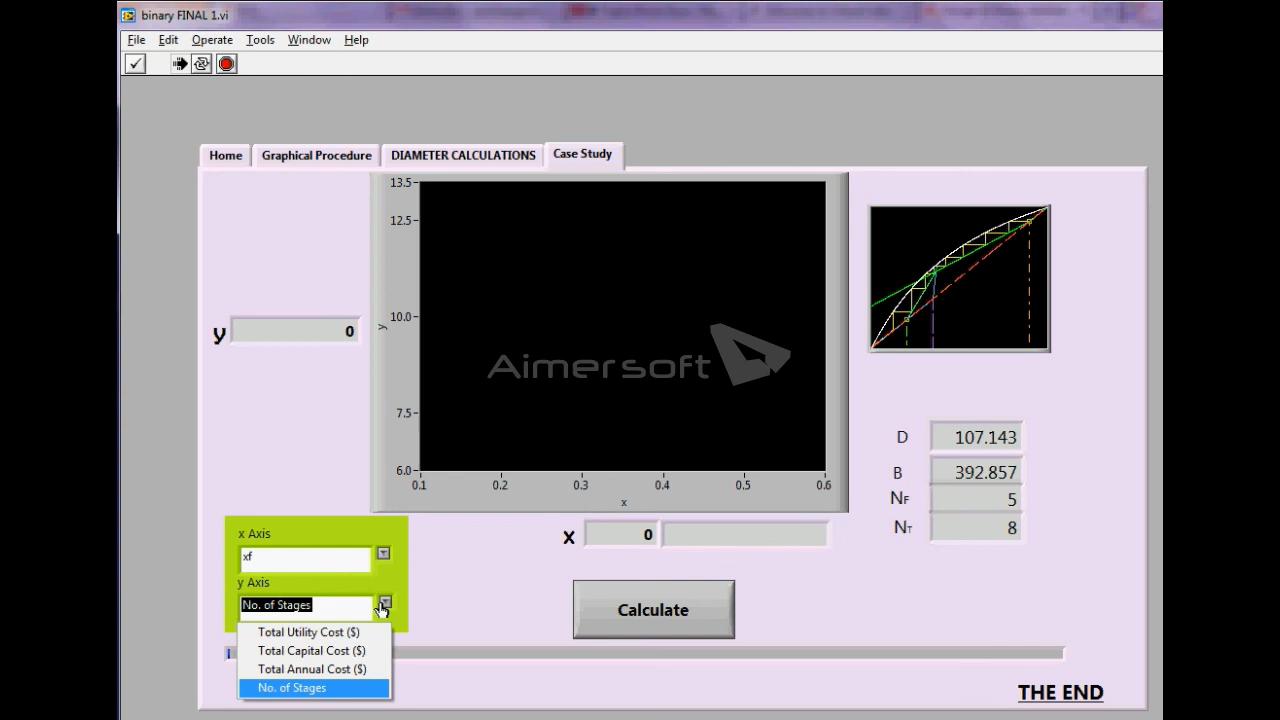 binary FINAL 1.vi
File Edit Operate Tools Window Help
Home Graphical Procedure DIAMETER CALCULATIONS Case Study
13.5
12.5
10.0
7.5
6.0
y
0.1 0.2 0.3 0.4 0.5 0.6
x
y 0
Aimersoft
D 107.143
B 392.857
NF 5
NT 8
x Axis
xf
y Axis
No. of Stages
Total Utility Cost ($)
Total Capital Cost ($)
Total Annual Cost ($)
No. of Stages
x 0
Calculate
THE END